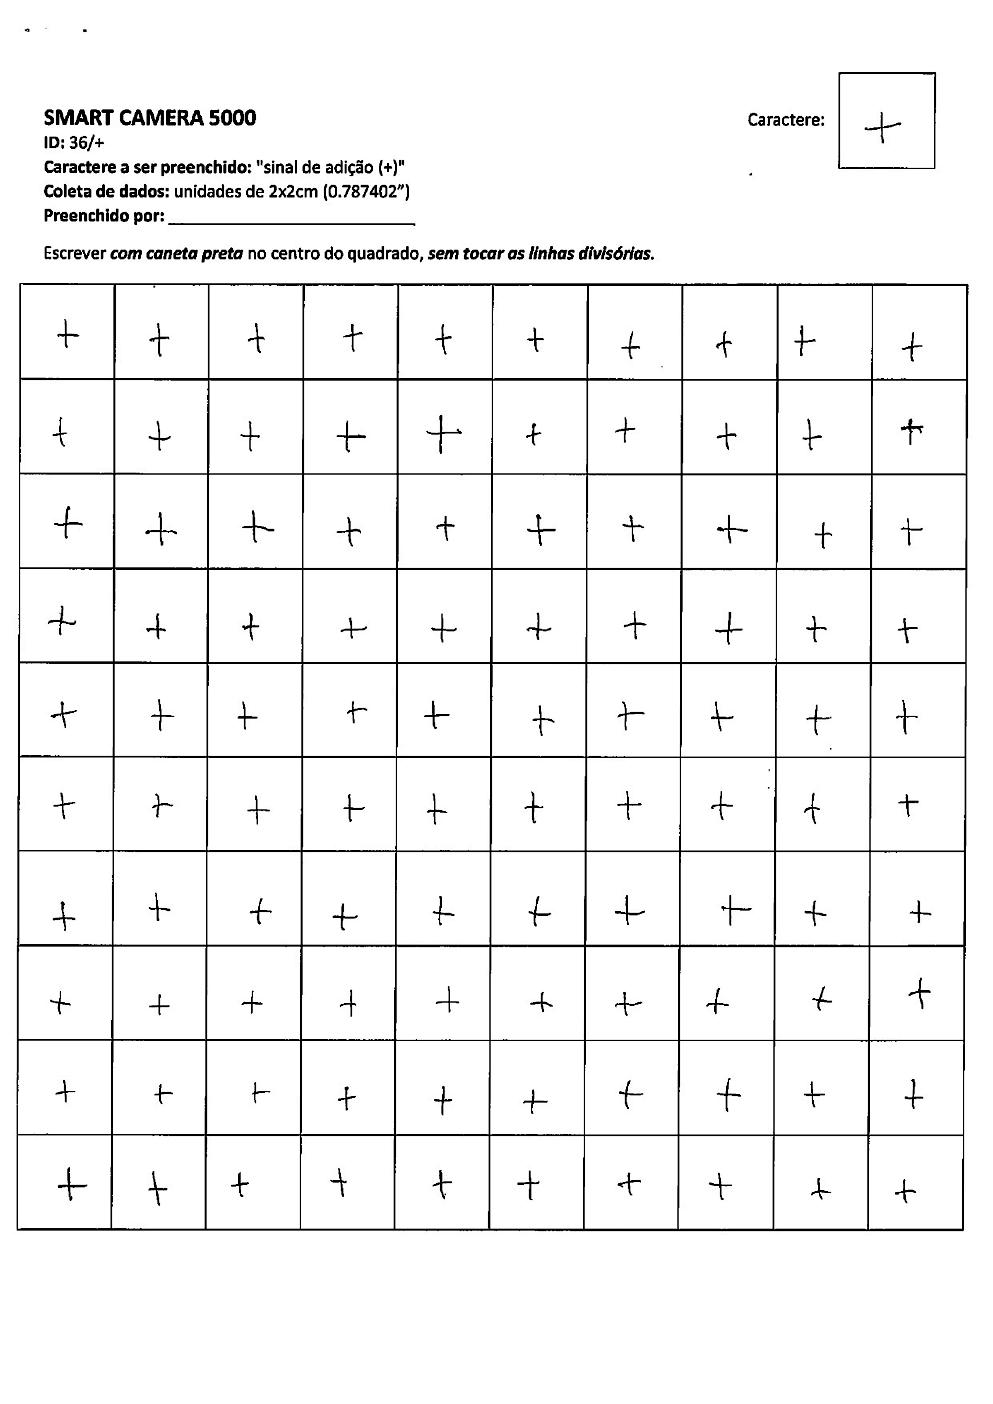 SMART CAMERA 5000
ID: 36/+
Caractere a ser preenchido: "sinal de adição (+)"
Coleta de dados: unidades de 2x2cm (0.787402”)
Preenchido por: _________________________
Caractere: +
Escrever com caneta preta no centro do quadrado, sem tocar as linhas divisórias.
+ + + + + + + + + +
+ + + + + + + + + +
+ + + + + + + + + +
+ + + + + + + + + +
+ + + + + + + + + +
+ + + + + + + + + +
+ + + + + + + + + +
+ + + + + + + + + +
+ + + + + + + + + +
+ + + + + + + + + +